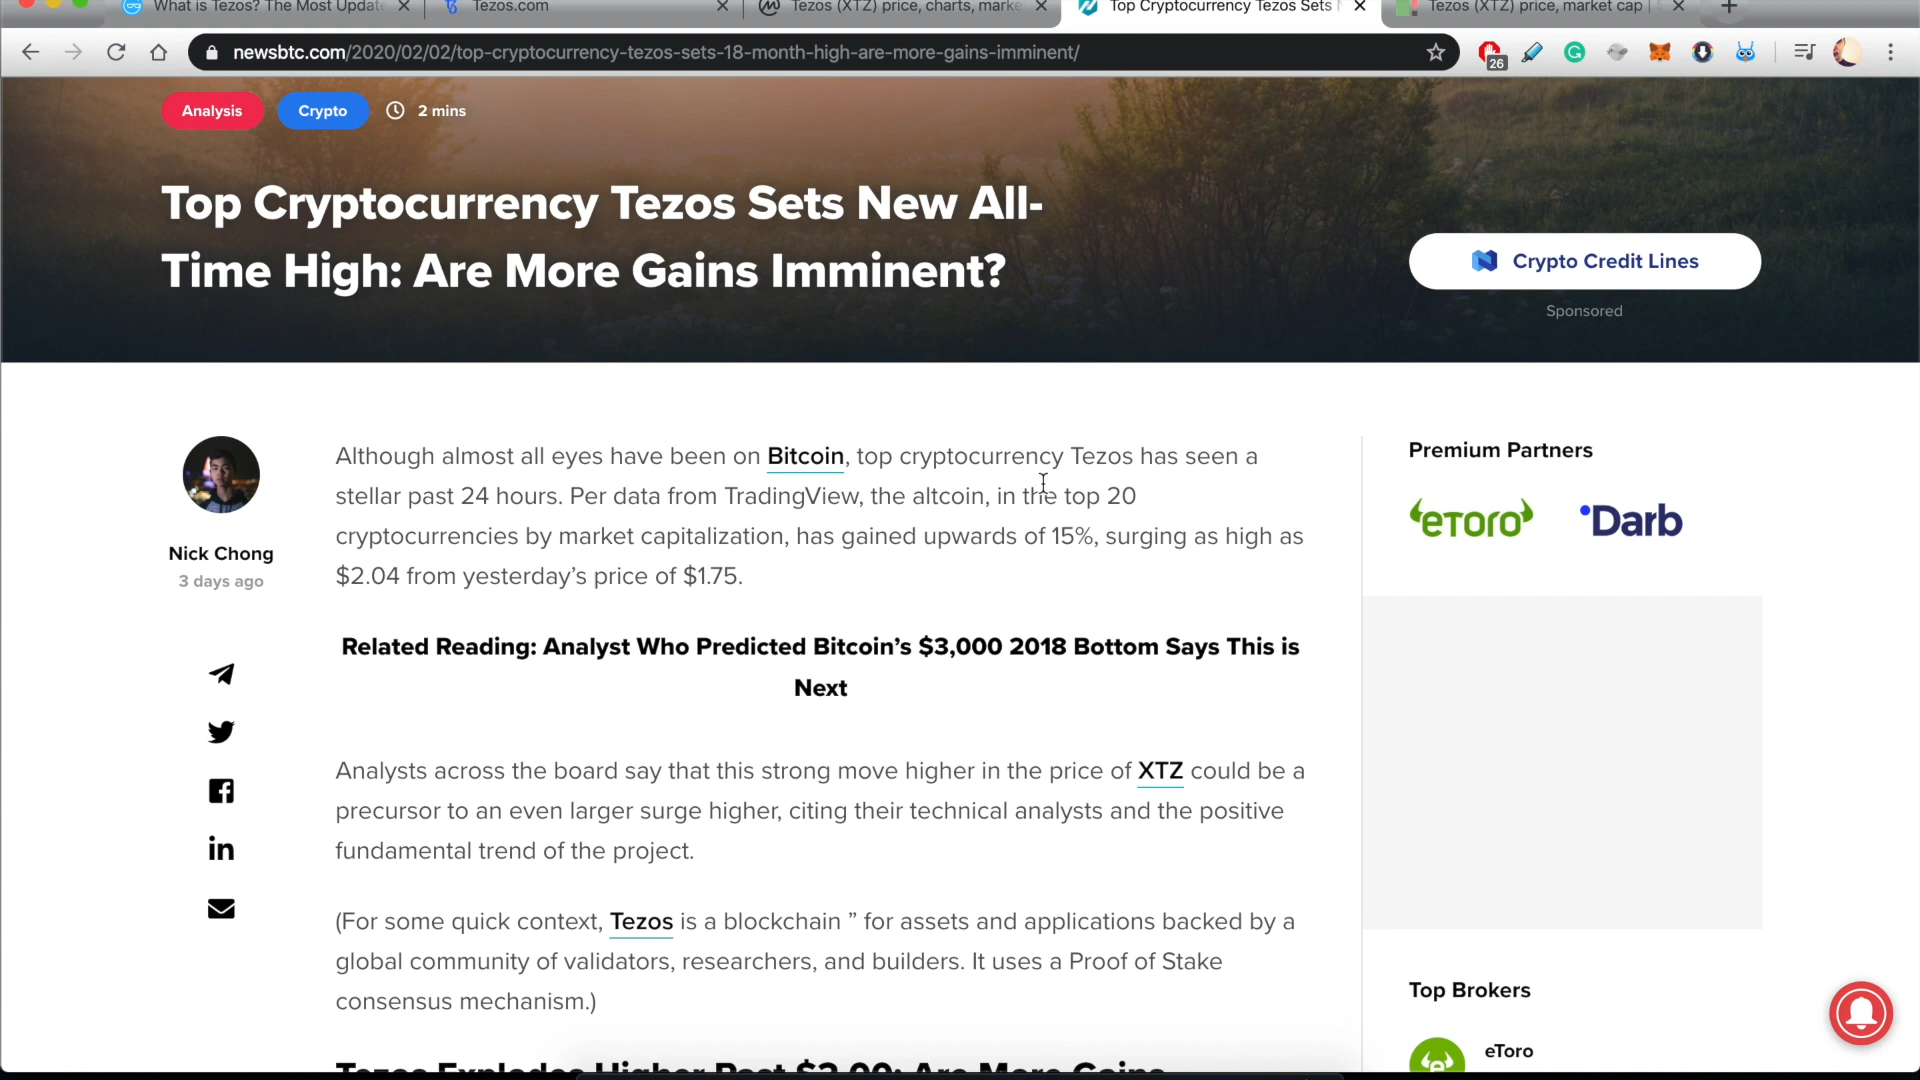 What is Tezos? The Most Updat
Tezos.com
Tezos (XTZ) price, charts, marke
Top Cryptocurrency Tezos Sets
Tezos (XTZ) price, market cap |
newsbtc.com/2020/02/02/top-cryptocurrency-tezos-sets-18-month-high-are-more-gains-imminent/
26
Analysis
Crypto
2 mins
Top Cryptocurrency Tezos Sets New All-
Time High: Are More Gains Imminent?
Crypto Credit Lines
Sponsored
Nick Chong
3 days ago
Although almost all eyes have been on Bitcoin, top cryptocurrency Tezos has seen a
stellar past 24 hours. Per data from TradingView, the altcoin, in the top 20
cryptocurrencies by market capitalization, has gained upwards of 15%, surging as high as
$2.04 from yesterday’s price of $1.75.
Related Reading: Analyst Who Predicted Bitcoin’s $3,000 2018 Bottom Says This is
Next
Analysts across the board say that this strong move higher in the price of XTZ could be a
precursor to an even larger surge higher, citing their technical analysts and the positive
fundamental trend of the project.
(For some quick context, Tezos is a blockchain ” for assets and applications backed by a
global community of validators, researchers, and builders. It uses a Proof of Stake
consensus mechanism.)
Tezos Explodes Higher Past $2.00: Are More Gains
Premium Partners
eToro
Darb
Top Brokers
eToro